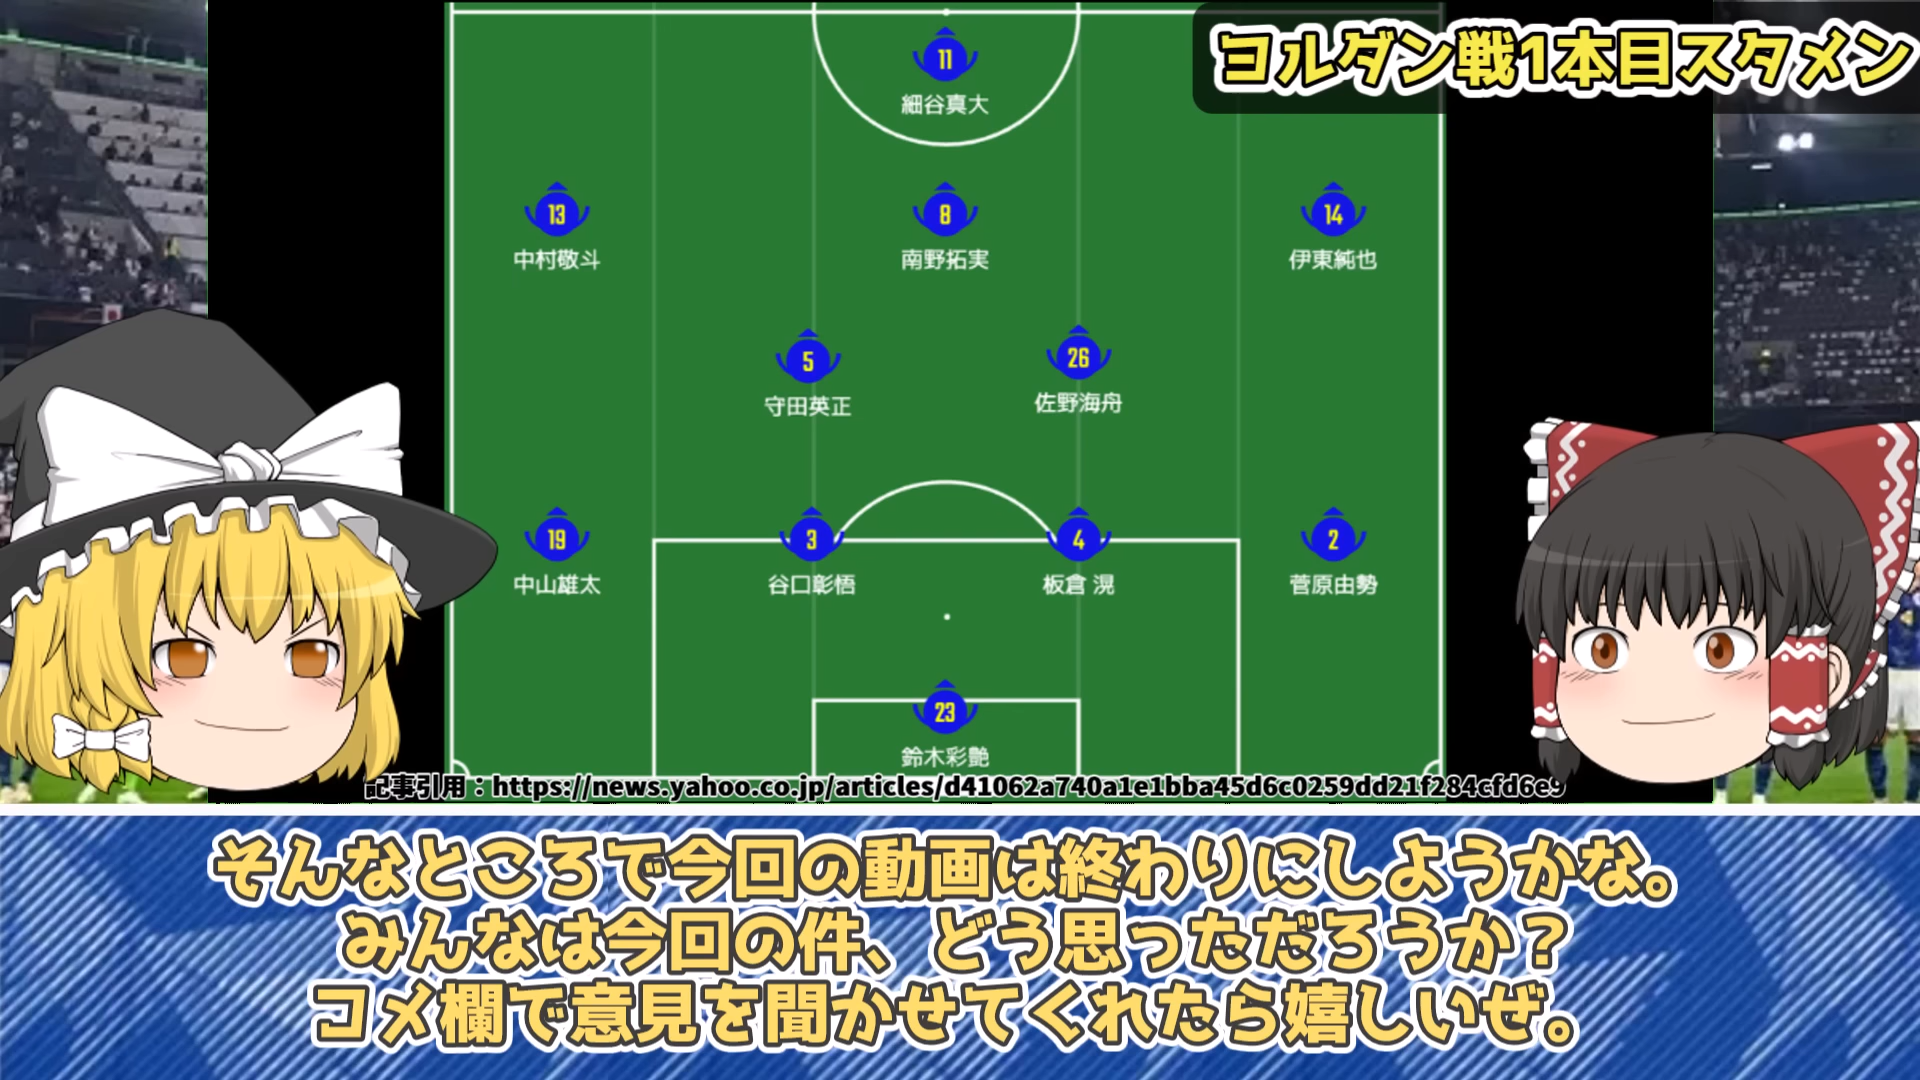 ヨルダン戦1本目スタメン
11
細谷真大
13
8
14
中村敬斗
南野拓実
伊東純也
5
26
守田英正
佐野海舟
19
3
4
2
中山雄太
谷口彰悟
板倉 滉
菅原由勢
23
鈴木彩艶
記事引用：https://news.yahoo.co.jp/articles/d41062a740a1e1bba45d6c0259dd21f284cfd6e9
そんなところで今回の動画は終わりにしようかな。
みんなは今回の件、どう思っただろうか？
コメ欄で意見を聞かせてくれたら嬉しいぜ。